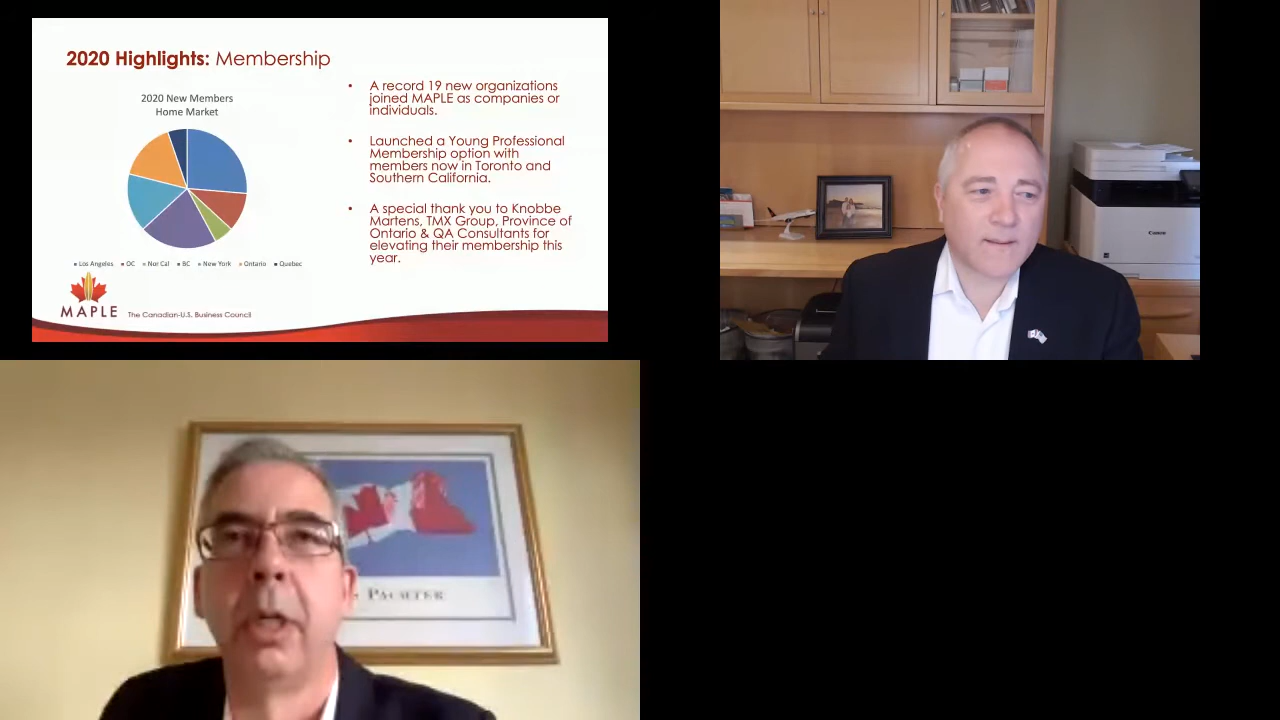 2020 Highlights: Membership
2020 New Members
Home Market
Los Angeles OC Nor Cal BC New York Ontario Quebec
• A record 19 new organizations
joined MAPLE as companies or
individuals.
• Launched a Young Professional
Membership option with
members now in Toronto and
Southern California.
• A special thank you to Knobbe
Martens, TMX Group, Province of
Ontario & QA Consultants for
elevating their membership this
year.
MAPLE The Canadian-U.S. Business Council
Canon
Pachter